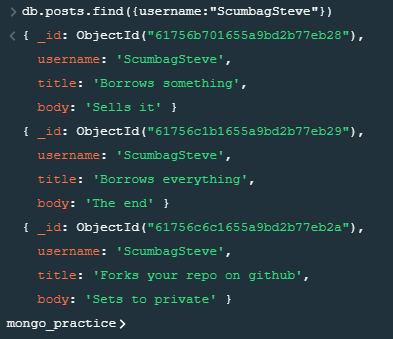 > db.posts.find({username:"ScumbagSteve"})
< { _id: ObjectId("61756b701655a9bd2b77eb28"),
username: 'ScumbagSteve',
title: 'Borrows something',
body: 'Sells it' }
{ _id: ObjectId("61756c1b1655a9bd2b77eb29"),
username: 'ScumbagSteve',
title: 'Borrows everything',
body: 'The end' }
{ _id: ObjectId("61756c6c1655a9bd2b77eb2a"),
username: 'ScumbagSteve',
title: 'Forks your repo on github',
body: 'Sets to private' }
mongo_practice>